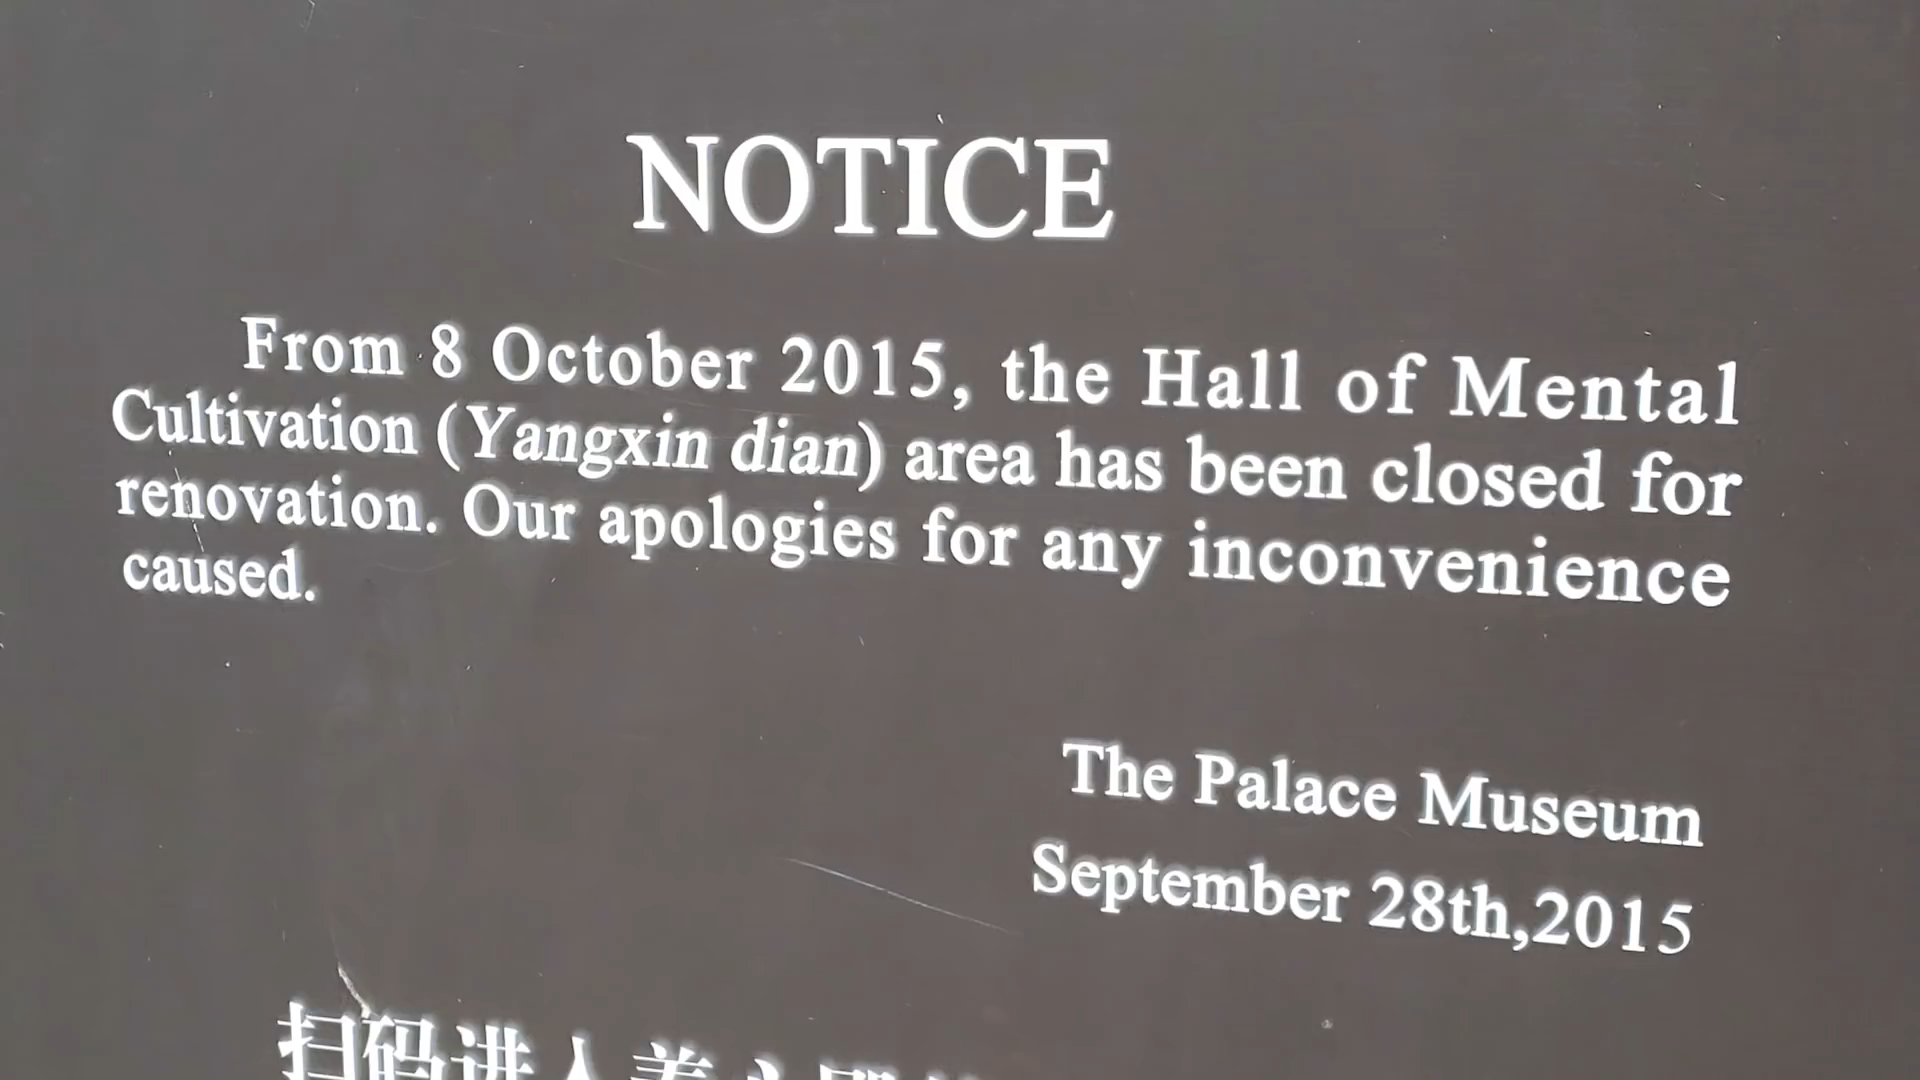 NOTICE
From 8 October 2015, the Hall of Mental
Cultivation (Yangxin dian) area has been closed for
renovation. Our apologies for any inconvenience
caused.
The Palace Museum
September 28th,2015
扫码进入养心殿